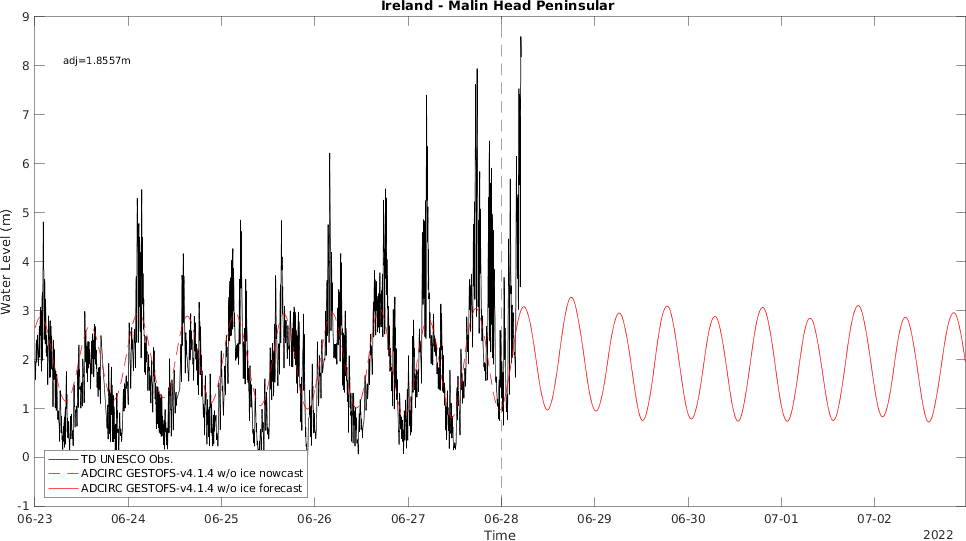 Ireland - Malin Head Peninsular
adj=1.8557m
Water Level (m)
9
8
7
6
5
4
3
2
1
0
-1
TD UNESCO Obs.
ADCIRC GESTOFS-v4.1.4 w/o ice nowcast
ADCIRC GESTOFS-v4.1.4 w/o ice forecast
06-23 06-24 06-25 06-26 06-27 06-28 06-29 06-30 07-01 07-02
Time
2022